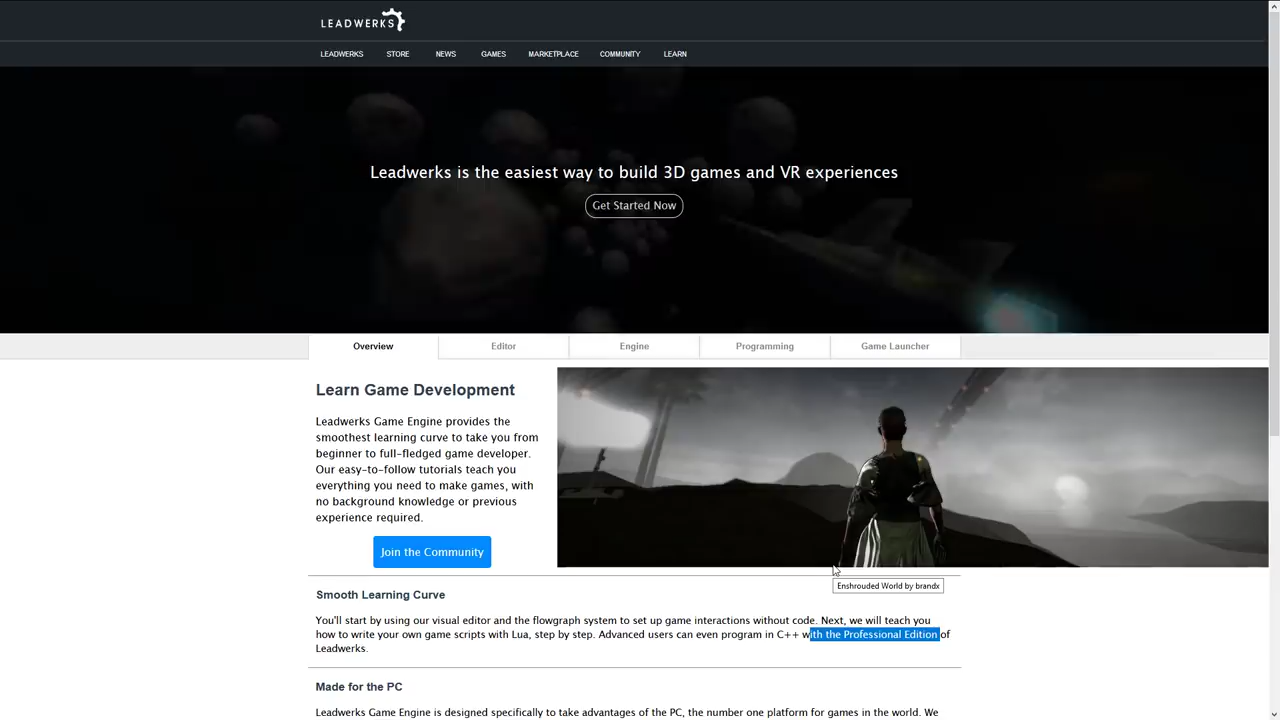 LEADWERKS
LEADWERKS STORE NEWS GAMES MARKETPLACE COMMUNITY LEARN
Leadwerks is the easiest way to build 3D games and VR experiences
Get Started Now
Overview Editor Engine Programming Game Launcher
Learn Game Development
Leadwerks Game Engine provides the
smoothest learning curve to take you from
beginner to full-fledged game developer.
Our easy-to-follow tutorials teach you
everything you need to make games, with
no background knowledge or previous
experience required.
Join the Community
Enshrouded World by brandx
Smooth Learning Curve
You'll start by using our visual editor and the flowgraph system to set up game interactions without code. Next, we will teach you
how to write your own game scripts with Lua, step by step. Advanced users can even program in C++ with the Professional Edition of
Leadwerks.
Made for the PC
Leadwerks Game Engine is designed specifically to take advantages of the PC, the number one platform for games in the world. We